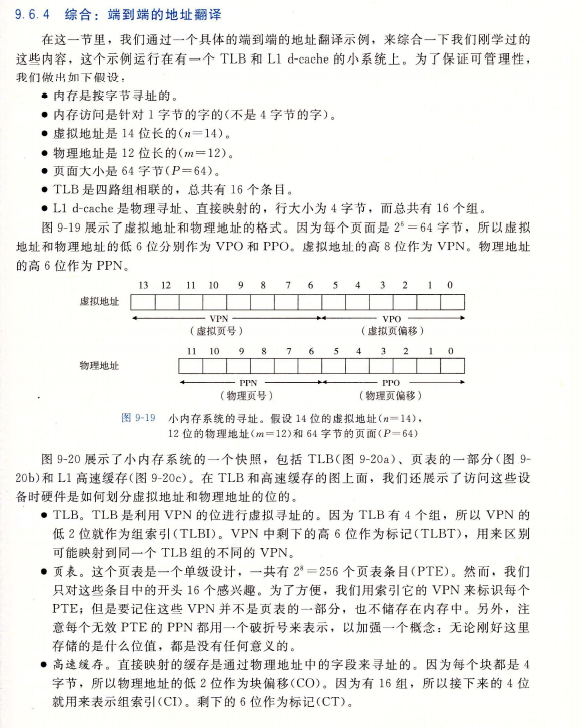 9.6.4 综合：端到端的地址翻译
在这一节里，我们通过一个具体的端到端的地址翻译示例，来综合一下我们刚学过的
这些内容，这个示例运行在有一个 TLB 和 L1 d-cache 的小系统上。为了保证可管理性，
我们做出如下假设：
● 内存是按字节寻址的。
● 内存访问是针对 1 字节的字的(不是 4 字节的字)。
● 虚拟地址是 14 位长的(n=14)。
● 物理地址是 12 位长的(m=12)。
● 页面大小是 64 字节(P=64)。
● TLB 是四路组相联的，总共有 16 个条目。
● L1 d-cache 是物理寻址、直接映射的，行大小为 4 字节，而总共有 16 个组。
图 9-19 展示了虚拟地址和物理地址的格式。因为每个页面是 2⁶=64 字节，所以虚拟
地址和物理地址的低 6 位分别作为 VPO 和 PPO。虚拟地址的高 8 位作为 VPN。物理地址
的高 6 位作为 PPN。
13 12 11 10 9 8 7 6 5 4 3 2 1 0
虚拟地址
VPN VPO
(虚拟页号) (虚拟页偏移)
11 10 9 8 7 6 5 4 3 2 1 0
物理地址
PPN PPO
(物理页号) (物理页偏移)
图 9-19 小内存系统的寻址。假设 14 位的虚拟地址(n=14)，
12 位的物理地址(m=12)和 64 字节的页面(P=64)
图 9-20 展示了小内存系统的一个快照，包括 TLB(图 9-20a)、页表的一部分(图 9-
20b)和 L1 高速缓存(图 9-20c)。在 TLB 和高速缓存的图上面，我们还展示了访问这些设
备时硬件是如何划分虚拟地址和物理地址的位的。
● TLB。TLB 是利用 VPN 的位进行虚拟寻址的。因为 TLB 有 4 个组，所以 VPN 的
低 2 位就作为组索引(TLBI)。VPN 中剩下的高 6 位作为标记(TLBT)，用来区别
可能映射到同一个 TLB 组的不同的 VPN。
● 页表。这个页表是一个单级设计，一共有 2⁸=256 个页表条目(PTE)。然而，我们
只对这些条目中的开头 16 个感兴趣。为了方便，我们用索引它的 VPN 来标识每个
PTE；但是要记住这些 VPN 并不是页表的一部分，也不储存在内存中。另外，注
意每个无效 PTE 的 PPN 都用一个破折号来表示，以加强一个概念：无论刚好这里
存储的是什么位值，都是没有任何意义的。
● 高速缓存。直接映射的缓存是通过物理地址中的字段来寻址的。因为每个块都是 4
字节，所以物理地址的低 2 位作为块偏移(CO)。因为有 16 组，所以接下来的 4 位
就用来表示组索引(CI)。剩下的 6 位作为标记(CT)。